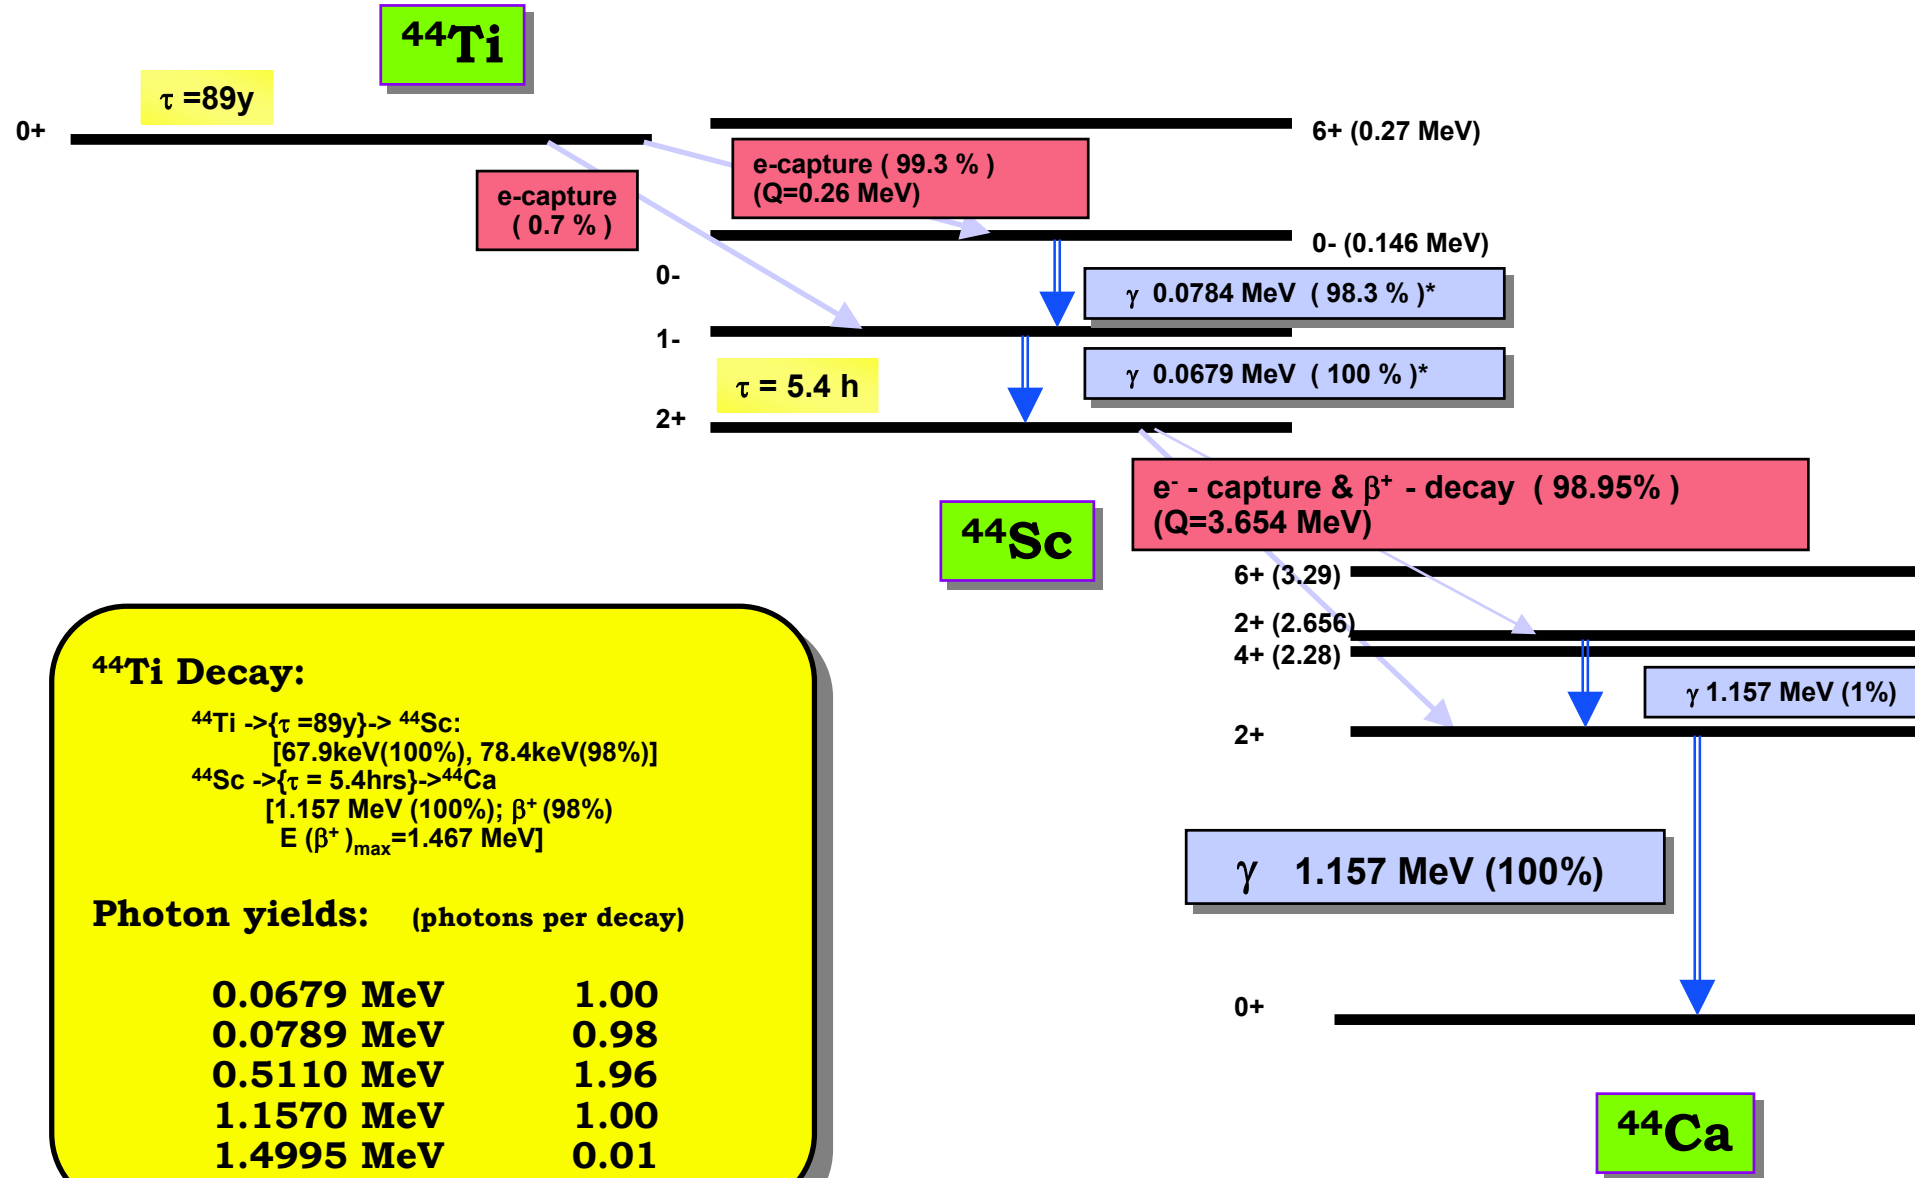 ⁴⁴Ti
τ =89y
0+
6+ (0.27 MeV)
e-capture ( 99.3 % )
(Q=0.26 MeV)
e-capture
( 0.7 % )
0- (0.146 MeV)
0-
γ 0.0784 MeV ( 98.3 % )*
1-
γ 0.0679 MeV ( 100 % )*
τ = 5.4 h
2+
e⁻ - capture & β⁺ - decay ( 98.95% )
(Q=3.654 MeV)
⁴⁴Sc
6+ (3.29)
2+ (2.656)
4+ (2.28)
γ 1.157 MeV (1%)
2+
γ 1.157 MeV (100%)
0+
⁴⁴Ca
⁴⁴Ti Decay:
⁴⁴Ti ->{τ =89y}-> ⁴⁴Sc:
[67.9keV(100%), 78.4keV(98%)]
⁴⁴Sc ->{τ = 5.4hrs}->⁴⁴Ca
[1.157 MeV (100%); β⁺ (98%)
E (β⁺ )max=1.467 MeV]
Photon yields: (photons per decay)
0.0679 MeV 1.00
0.0789 MeV 0.98
0.5110 MeV 1.96
1.1570 MeV 1.00
1.4995 MeV 0.01